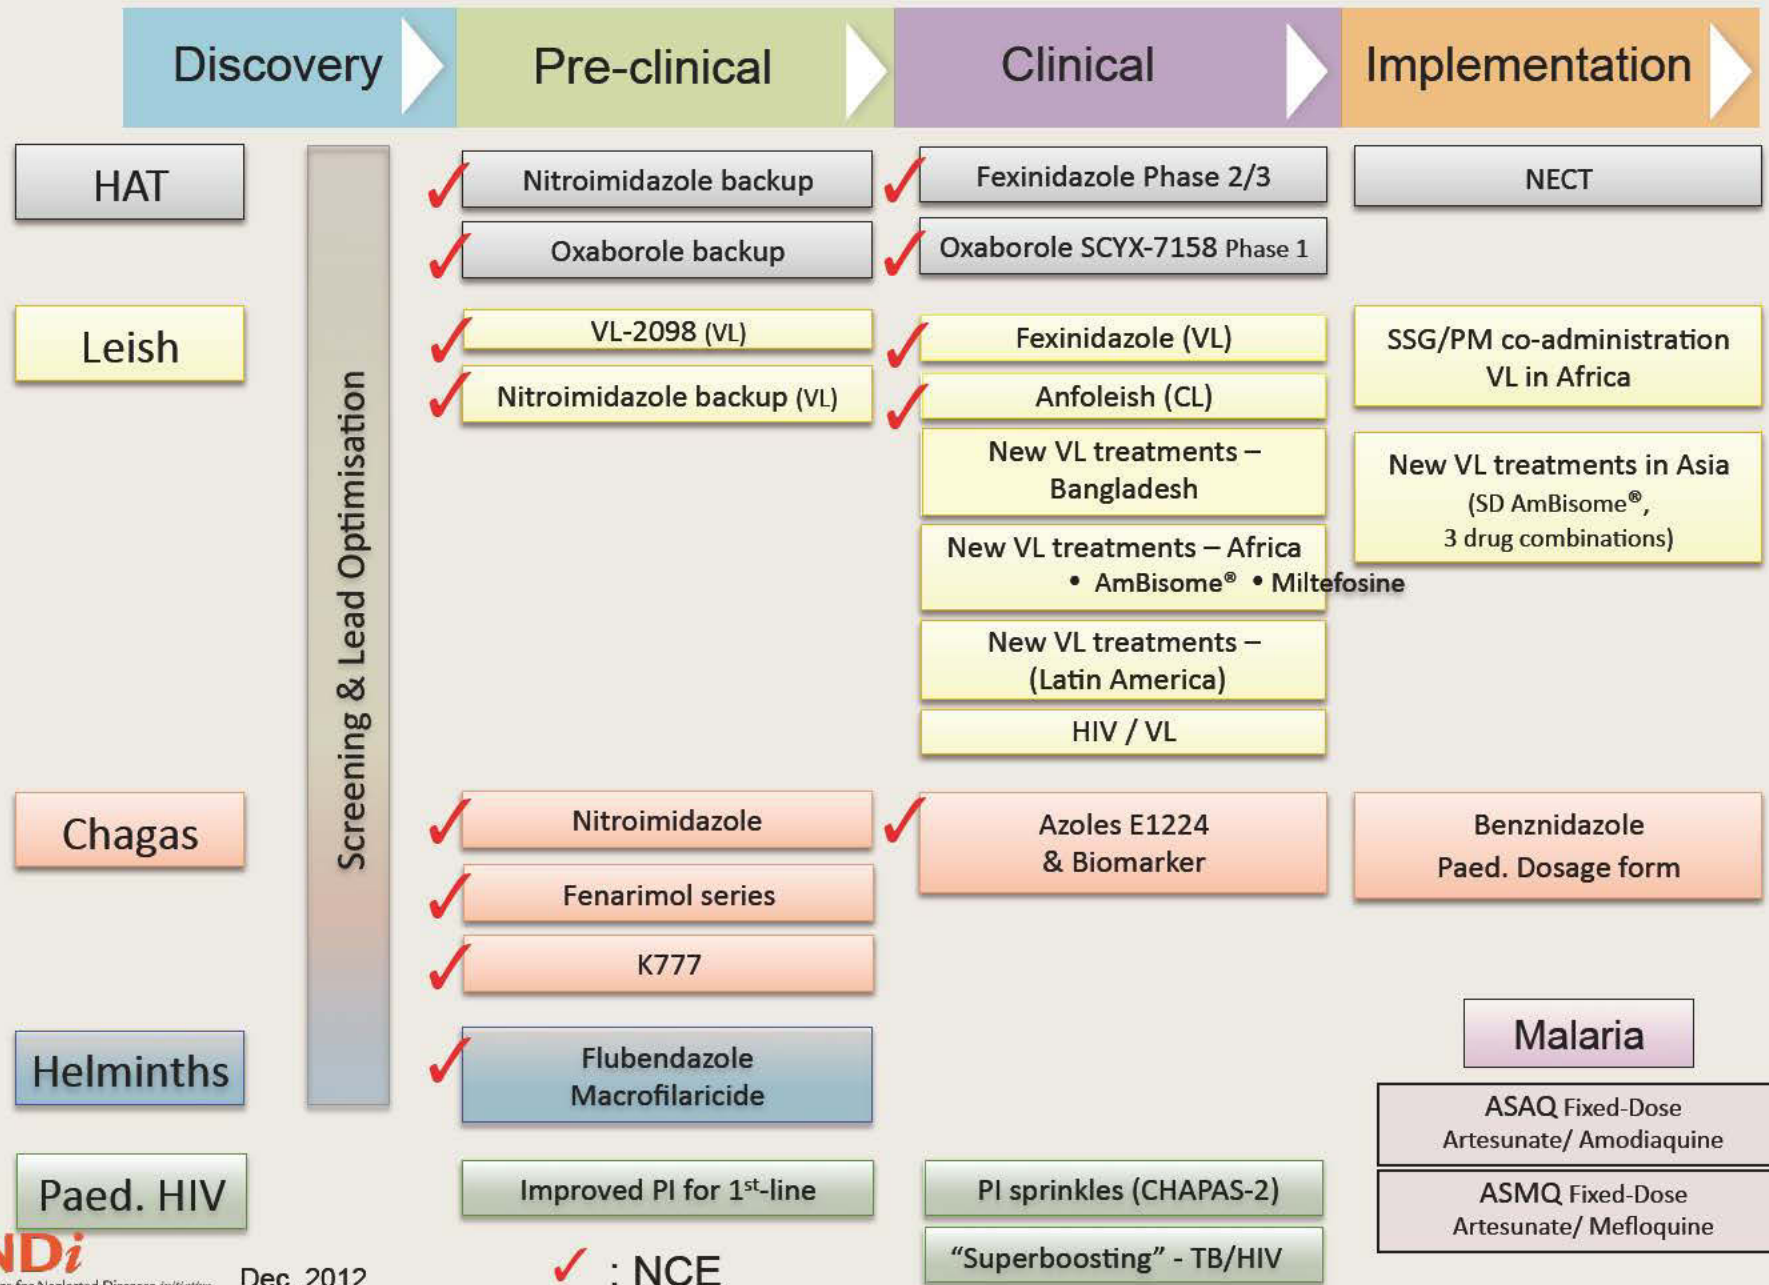 Discovery
Pre-clinical
Clinical
Implementation
HAT
Screening & Lead Optimisation
Nitroimidazole backup
Fexinidazole Phase 2/3
NECT
Oxaborole backup
Oxaborole SCYX-7158 Phase 1
Leish
VL-2098 (VL)
Fexinidazole (VL)
SSG/PM co-administration
VL in Africa
Nitroimidazole backup (VL)
Anfoleish (CL)
New VL treatments –
Bangladesh
New VL treatments in Asia
(SD AmBisome®,
3 drug combinations)
New VL treatments – Africa
• AmBisome® • Miltefosine
New VL treatments –
(Latin America)
HIV / VL
Chagas
Nitroimidazole
Azoles E1224
& Biomarker
Benznidazole
Paed. Dosage form
Fenarimol series
K777
Helminths
Flubendazole
Macrofilaricide
Malaria
ASAQ Fixed-Dose
Artesunate/ Amodiaquine
ASMQ Fixed-Dose
Artesunate/ Mefloquine
Paed. HIV
Improved PI for 1st-line
PI sprinkles (CHAPAS-2)
"Superboosting" - TB/HIV
NDi
for Neglected Diseases initiative
Dec. 2012
✓ : NCE